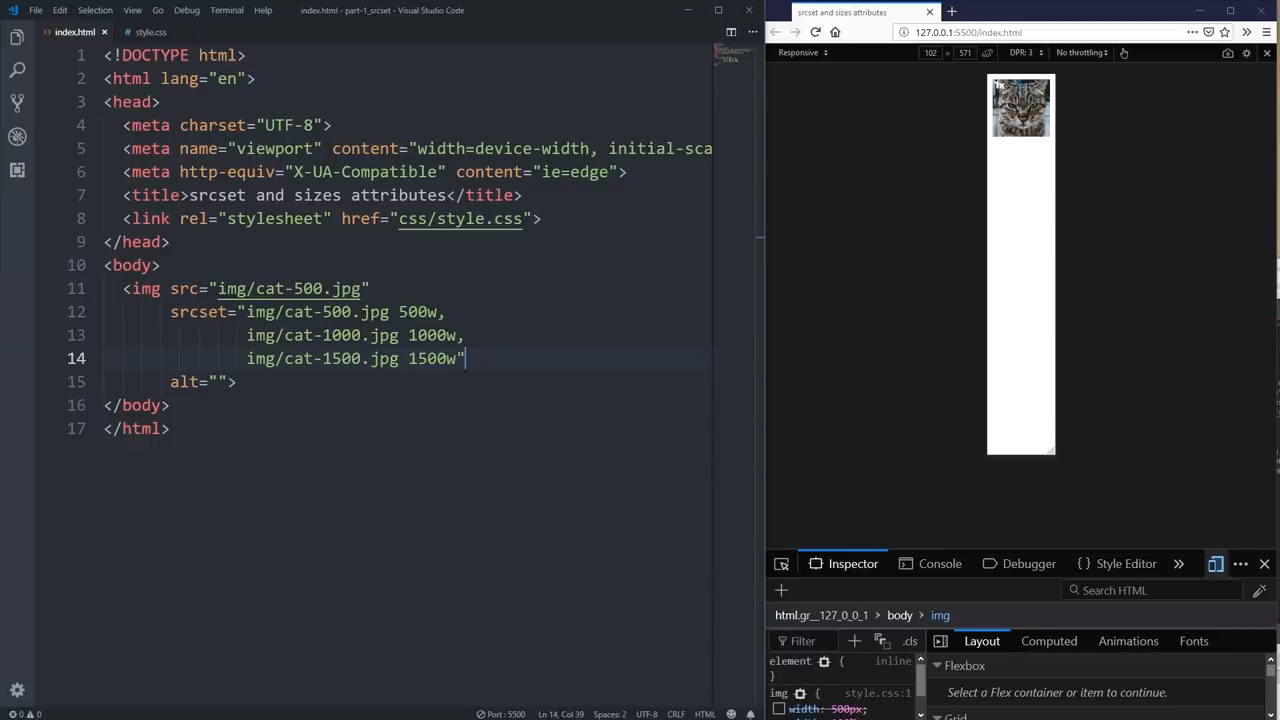 File Edit Selection View Go Debug Terminal Help index.html - part-1_srcset - Visual Studio Code
index.html × style.css
1 <!DOCTYPE html>
2 <html lang="en">
3 <head>
4 <meta charset="UTF-8">
5 <meta name="viewport" content="width=device-width, initial-sca
6 <meta http-equiv="X-UA-Compatible" content="ie=edge">
7 <title>srcset and sizes attributes</title>
8 <link rel="stylesheet" href="css/style.css">
9 </head>
10 <body>
11 <img src="img/cat-500.jpg"
12 srcset="img/cat-500.jpg 500w,
13 img/cat-1000.jpg 1000w,
14 img/cat-1500.jpg 1500w"
15 alt="">
16 </body>
17 </html>
0 0 Port : 5500 Ln 14, Col 39 Spaces: 2 UTF-8 CRLF HTML
srcset and sizes attributes
127.0.0.1:5500/index.html
Responsive 102 × 571 DPR: 3 No throttling
1x
Inspector Console Debugger { } Style Editor
Search HTML
html.gr__127_0_0_1 body img
Filter .cls Layout Computed Animations Fonts
element { inline
}
img { style.css:1
width: 500px;
Flexbox
Select a Flex container or item to continue.
Grid